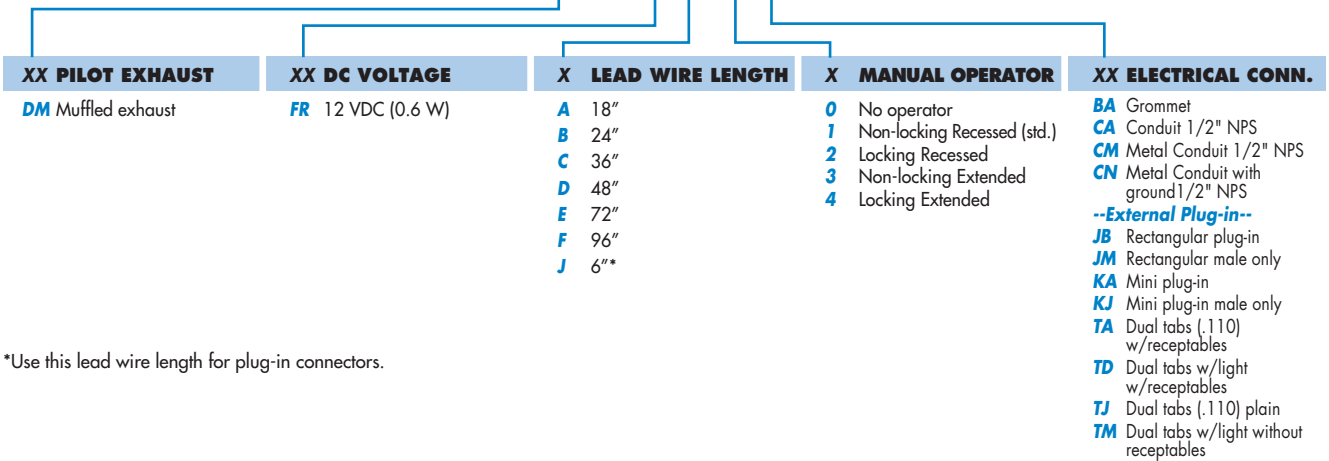 XX PILOT EXHAUST
DM Muffled exhaust
XX DC VOLTAGE
FR 12 VDC (0.6 W)
X LEAD WIRE LENGTH
A 18"
B 24"
C 36"
D 48"
E 72"
F 96"
J 6"*
X MANUAL OPERATOR
0 No operator
1 Non-locking Recessed (std.)
2 Locking Recessed
3 Non-locking Extended
4 Locking Extended
XX ELECTRICAL CONN.
BA Grommet
CA Conduit 1/2" NPS
CM Metal Conduit 1/2" NPS
CN Metal Conduit with
ground1/2" NPS
--External Plug-in--
JB Rectangular plug-in
JM Rectangular male only
KA Mini plug-in
KJ Mini plug-in male only
TA Dual tabs (.110)
w/receptables
TD Dual tabs w/light
w/receptables
TJ Dual tabs (.110) plain
TM Dual tabs w/light without
receptables
*Use this lead wire length for plug-in connectors.